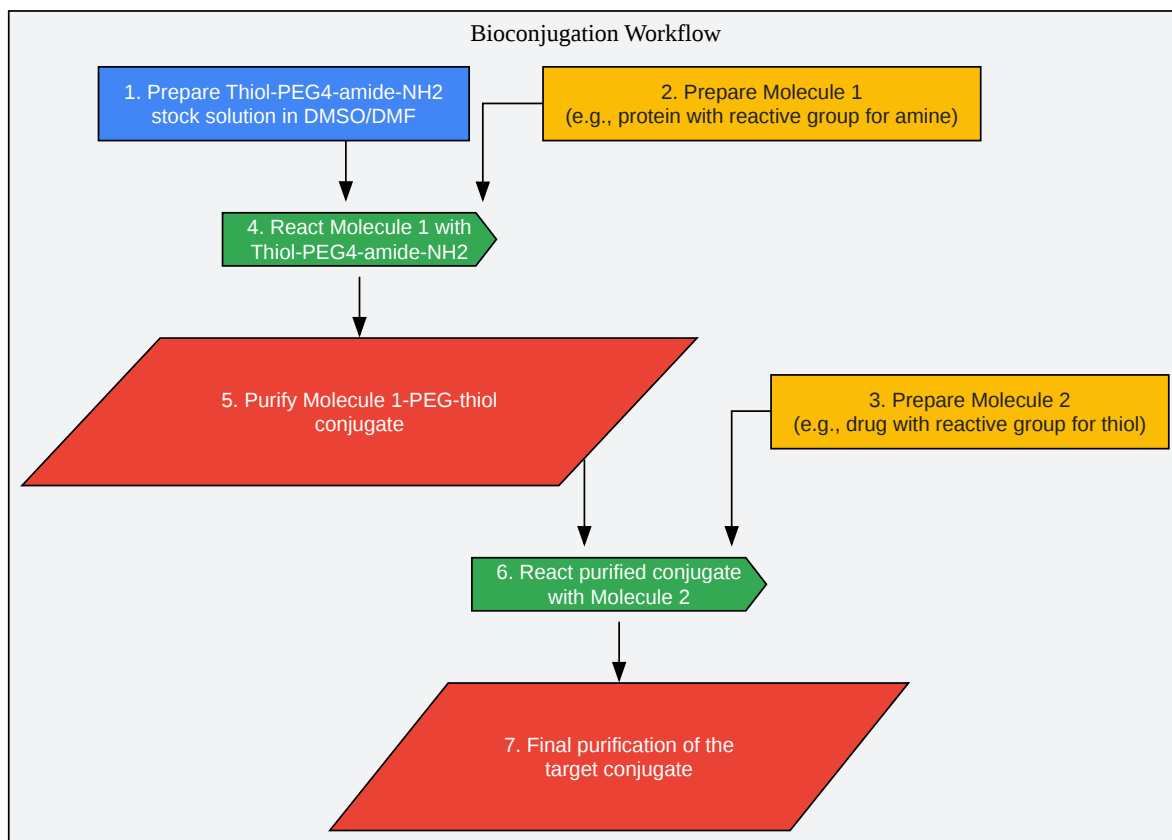 Bioconjugation Workflow
1. Prepare Thiol-PEG4-amide-NH2
stock solution in DMSO/DMF
2. Prepare Molecule 1
(e.g., protein with reactive group for amine)
4. React Molecule 1 with
Thiol-PEG4-amide-NH2
5. Purify Molecule 1-PEG-thiol
conjugate
3. Prepare Molecule 2
(e.g., drug with reactive group for thiol)
6. React purified conjugate
with Molecule 2
7. Final purification of the
target conjugate